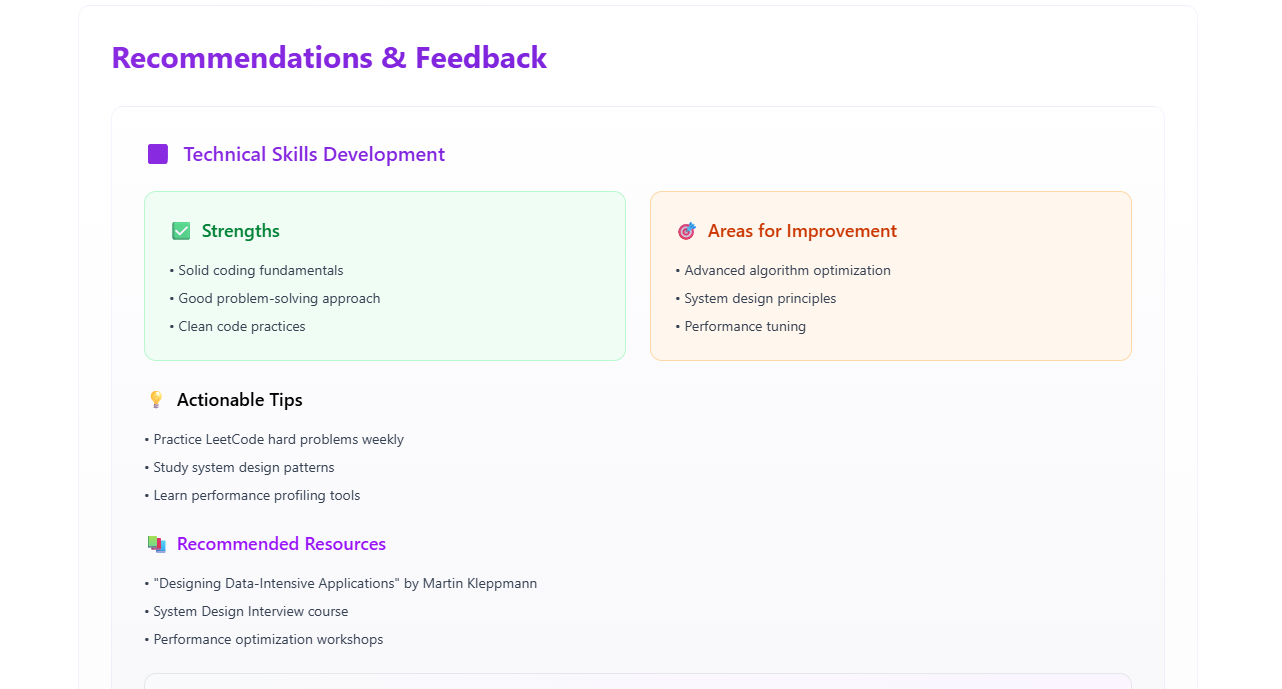 Recommendations & Feedback
Technical Skills Development
Strengths
• Solid coding fundamentals
• Good problem-solving approach
• Clean code practices
Areas for Improvement
• Advanced algorithm optimization
• System design principles
• Performance tuning
Actionable Tips
• Practice LeetCode hard problems weekly
• Study system design patterns
• Learn performance profiling tools
Recommended Resources
• "Designing Data-Intensive Applications" by Martin Kleppmann
• System Design Interview course
• Performance optimization workshops